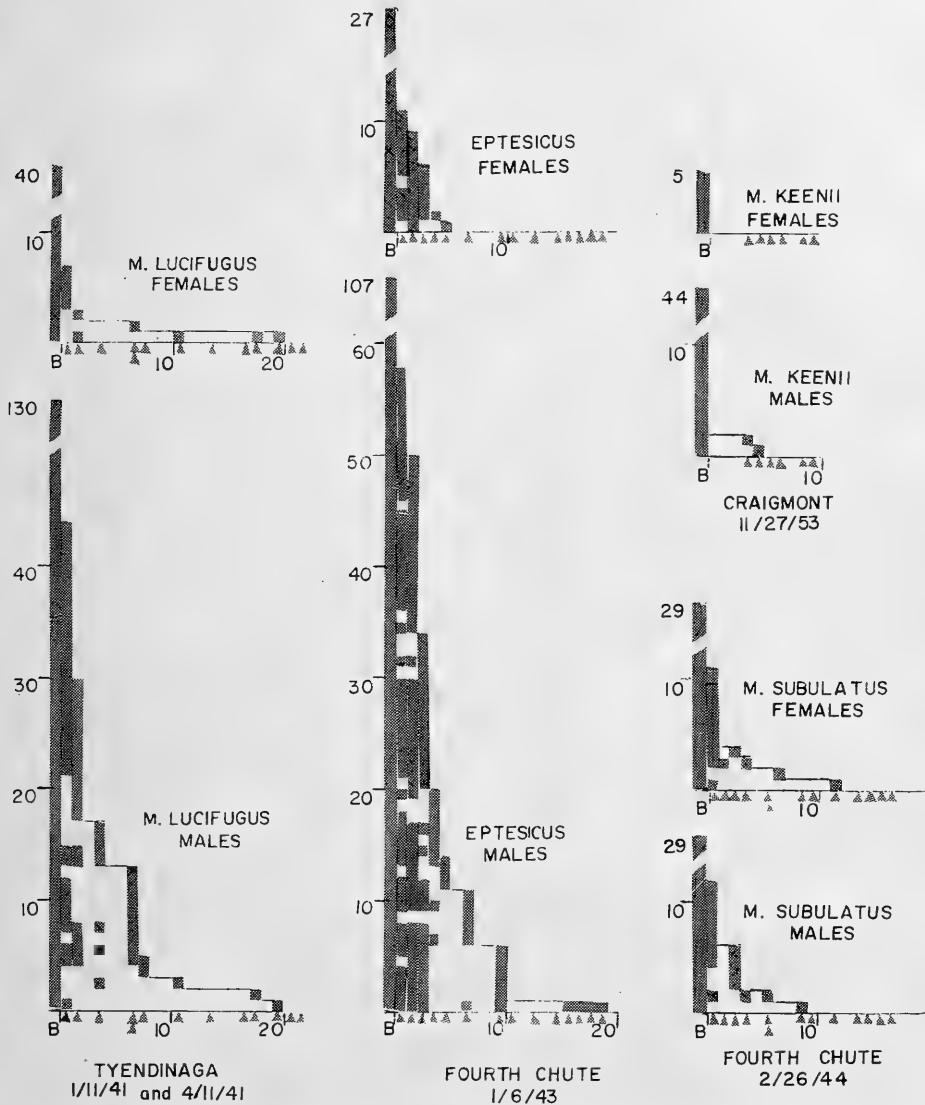 40
10
M. LUCIFUGUS
FEMALES
B
10
20
130
40
30
20
10
M. LUCIFUGUS
MALES
B
10
20
TYENDINAGA
1/11/41 and 4/11/41
27
10
EPTESICUS
FEMALES
B
10
107
60
50
40
30
20
10
EPTESICUS
MALES
B
10
20
FOURTH CHUTE
1/6/43
5
M. KEENII
FEMALES
B
44
10
M. KEENII
MALES
B
10
CRAIGMONT
11/27/53
29
10
M. SUBULATUS
FEMALES
B
10
29
10
M. SUBULATUS
MALES
B
10
FOURTH CHUTE
2/26/44